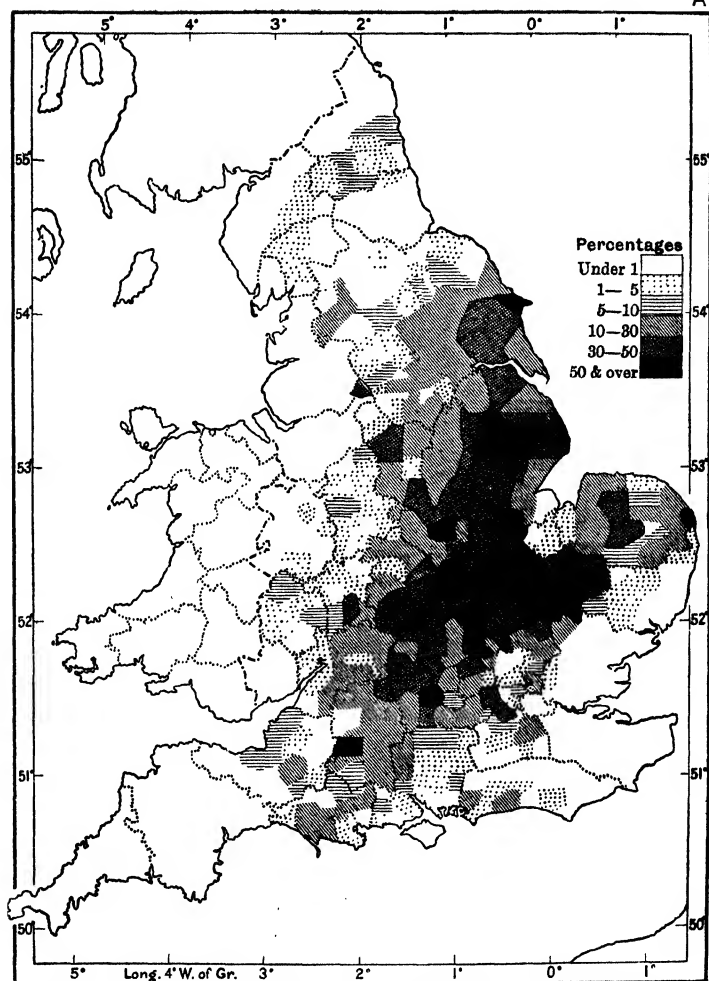 A
5° 4° 3° 2° 1° 0° 1°
55° 55°
Percentages
Under 1
1— 5
5—10
10—30
30—50
50 & over
54° 54°
53° 53°
52° 52°
51° 51°
50° 50°
5° Long. 4° W. of Gr. 3° 2° 1° 0° 1°